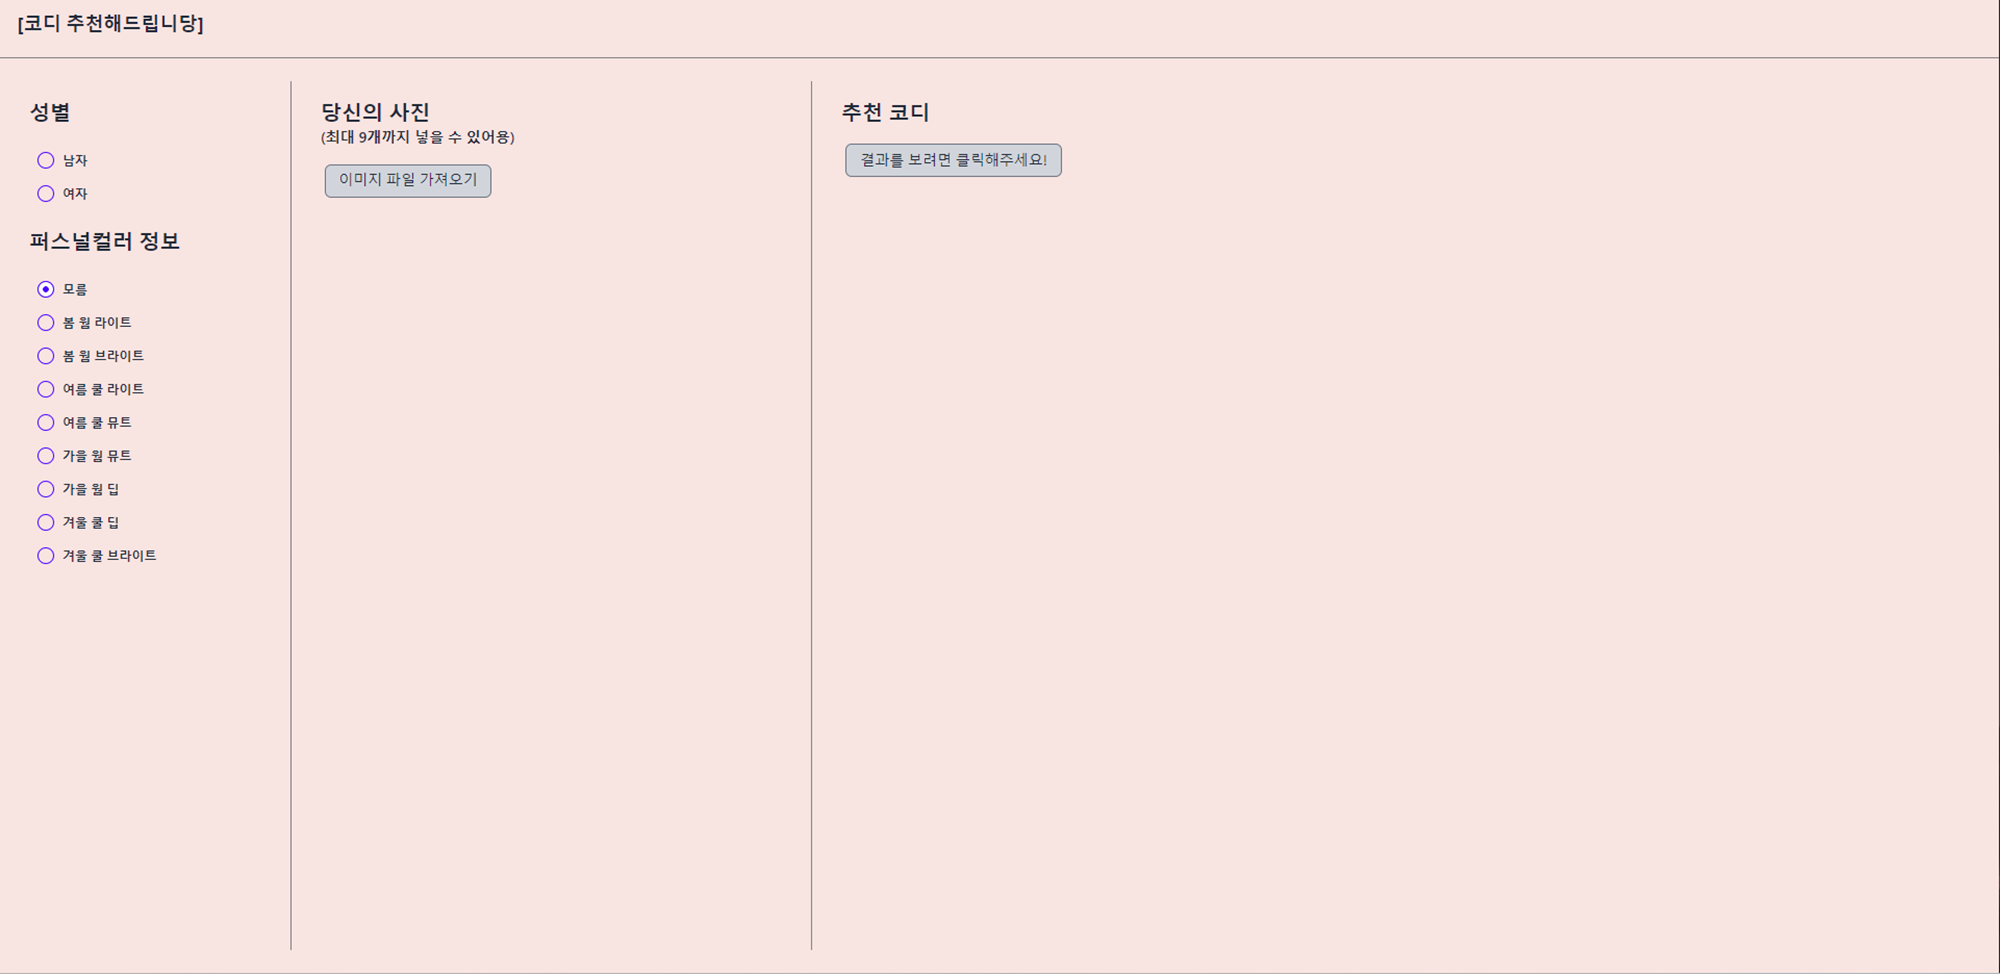 [코디 추천해드립니당]
성별
남자
여자
퍼스널컬러 정보
모름
봄 웜 라이트
봄 웜 브라이트
여름 쿨 라이트
여름 쿨 뮤트
가을 웜 뮤트
가을 웜 딥
겨울 쿨 딥
겨울 쿨 브라이트
당신의 사진
(최대 9개까지 넣을 수 있어용)
이미지 파일 가져오기
추천 코디
결과를 보려면 클릭해주세요!